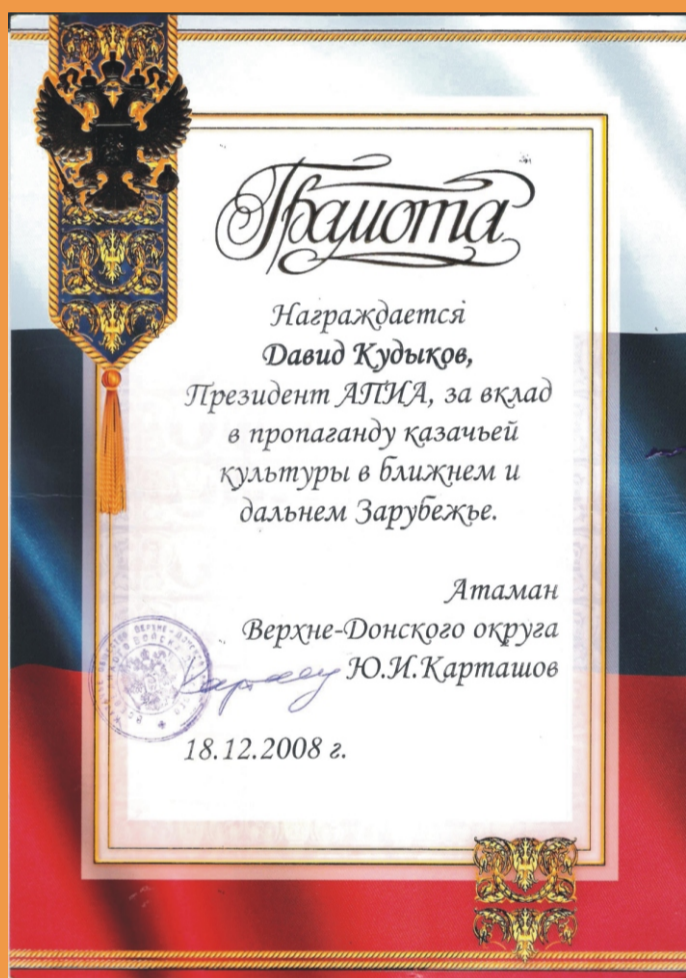 Грамота
Награждается
Давид Кудыков,
Президент АПИА, за вклад
в пропаганду казачьей
культуры в ближнем и
дальнем Зарубежье.
Атаман
Верхне-Донского округа
Ю.И.Карташов
18.12.2008 г.